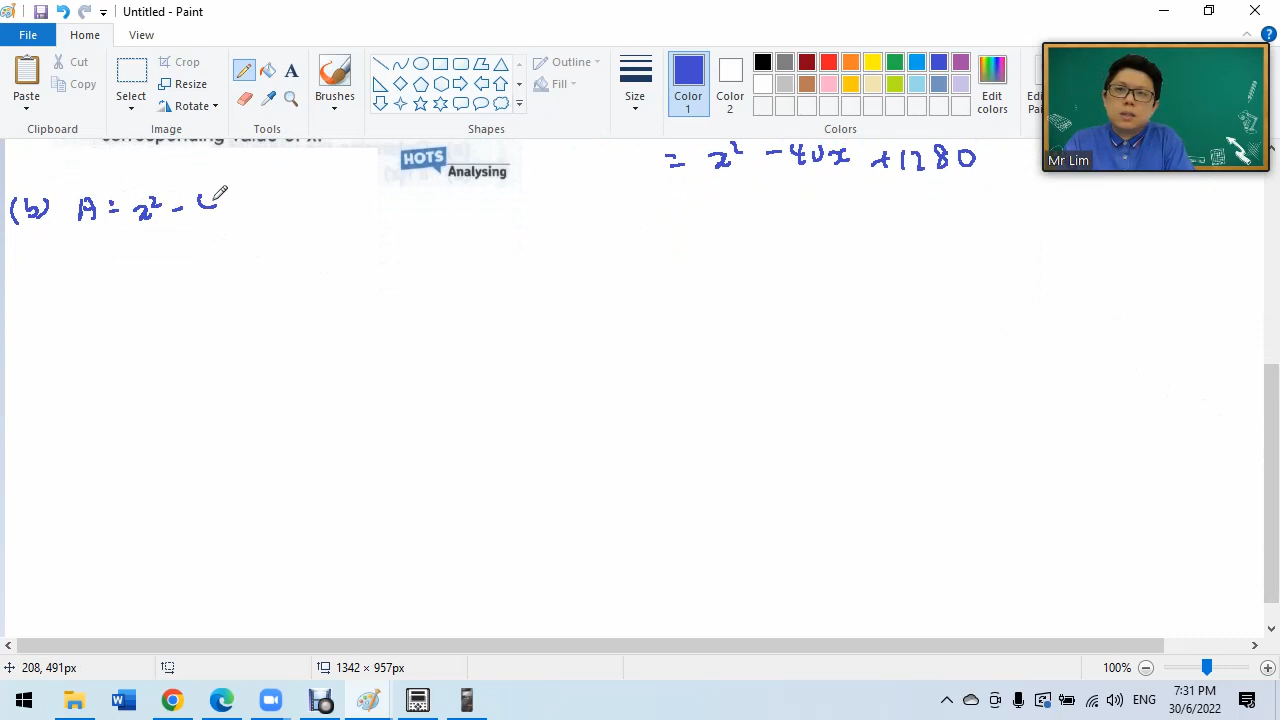 Untitled - Paint
File Home View
Paste Cut Copy Clipboard
Select Crop Resize Rotate Image
Tools
Brushes
Shapes
Outline Fill
Size
Color 1 Color 2
Colors
Edit colors
Mr Lim
HOTS Analysing
= x² - 40x + 1280
(b) A = x² -
208, 491px
1342 × 957px
100%
ENG
7:31 PM
30/6/2022